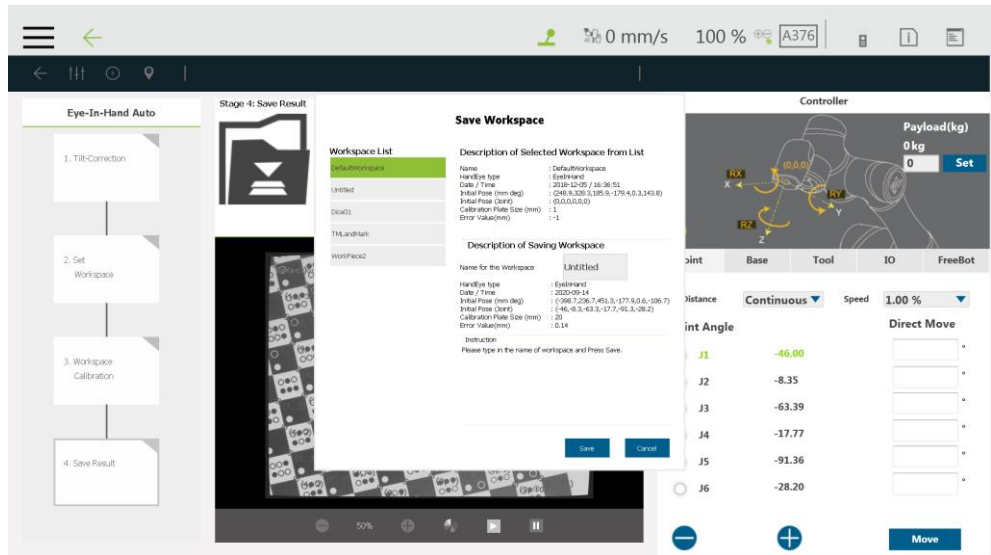 0 mm/s 100 % A376
Eye-In-Hand Auto
1. Tilt-Correction
2. Set
Workspace
3. Workspace
Calibration
4. Save Result
Stage 4: Save Result
Save Workspace
Workspace List
DefaultWorkspace
Untitled
Dice01
TMLandMark
WorkPiece2
Description of Selected Workspace from List
Name : DefaultWorkspace
HandEye type : EyeInHand
Date / Time : 2018-12-05 / 16:36:51
Initial Pose (mm deg) : (248.9,328.3,185.9,-179.4,0.3,143.8)
Initial Pose (Joint) : (0,0,0,0,0,0)
Calibration Plate Size (mm) : 1
Error Value(mm) : -1
Description of Saving Workspace
Name for this Workspace Untitled
HandEye type : EyeInHand
Date / Time : 2020-09-14
Initial Pose (mm deg) : (-398.7,236.7,451.3,-177.9,0.6,-106.7)
Initial Pose (Joint) : (-46,-8.3,-63.3,-17.7,-91.3,-28.2)
Calibration Plate Size (mm) : 20
Error Value(mm) : 0.14
Instruction
Please type in the name of workspace and Press Save.
Save Cancel
50%
Controller
Payload(kg)
0 kg
0 Set
(0,0,0)
RX
X
RY
Y
RZ
Z
oint Base Tool IO FreeBot
Distance Continuous Speed 1.00 %
int Angle Direct Move
J1 -46.00 °
J2 -8.35 °
J3 -63.39 °
J4 -17.77 °
J5 -91.36 °
J6 -28.20 °
Move